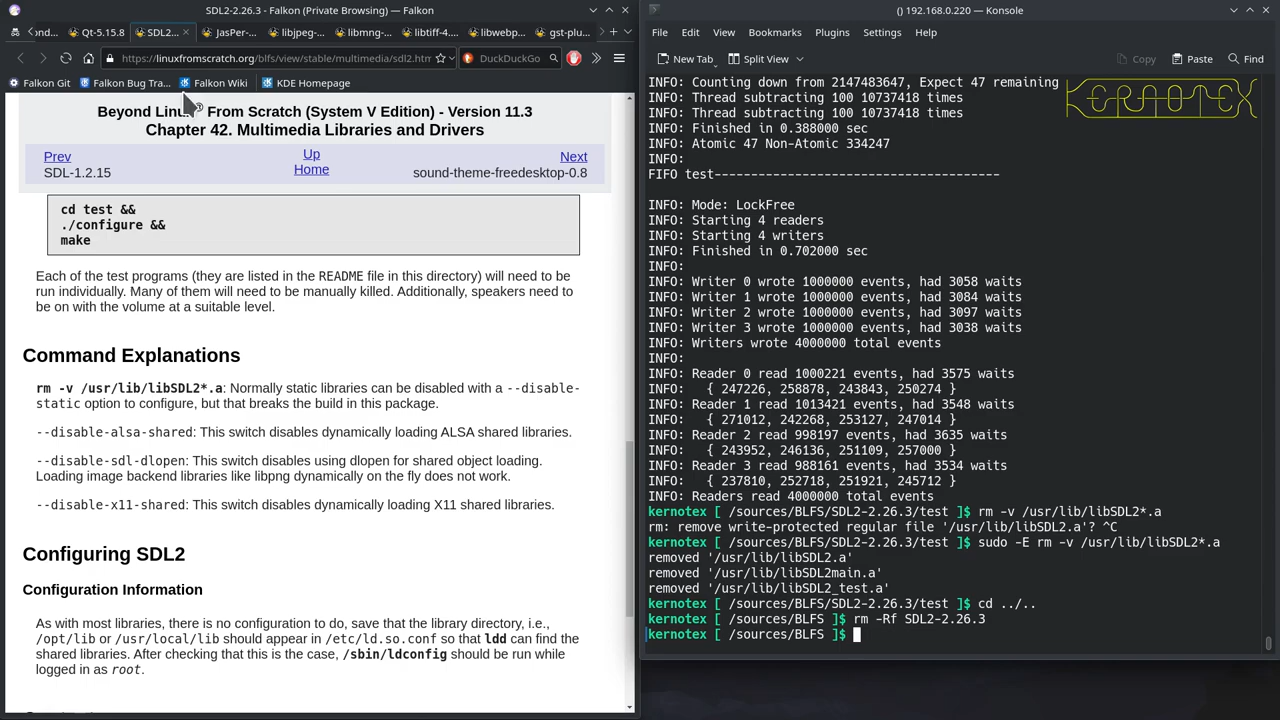 SDL2-2.26.3 - Falkon (Private Browsing) — Falkon
ond...
Qt-5.15.8
SDL2...
JasPer-...
libjpeg-...
libmng-...
libtiff-4....
libwebp...
gst-plu...
https://linuxfromscratch.org/blfs/view/stable/multimedia/sdl2.htm
DuckDuckGo
Falkon Git
Falkon Bug Tra...
Falkon Wiki
KDE Homepage
Beyond Linux® From Scratch (System V Edition) - Version 11.3
Chapter 42. Multimedia Libraries and Drivers
Prev
Up
Next
SDL-1.2.15
Home
sound-theme-freedesktop-0.8
cd test &&
./configure &&
make
Each of the test programs (they are listed in the README file in this directory) will need to be
run individually. Many of them will need to be manually killed. Additionally, speakers need to
be on with the volume at a suitable level.
Command Explanations
rm -v /usr/lib/libSDL2*.a: Normally static libraries can be disabled with a --disable-
static option to configure, but that breaks the build in this package.
--disable-alsa-shared: This switch disables dynamically loading ALSA shared libraries.
--disable-sdl-dlopen: This switch disables using dlopen for shared object loading.
Loading image backend libraries like libpng dynamically on the fly does not work.
--disable-x11-shared: This switch disables dynamically loading X11 shared libraries.
Configuring SDL2
Configuration Information
As with most libraries, there is no configuration to do, save that the library directory, i.e.,
/opt/lib or /usr/local/lib should appear in /etc/ld.so.conf so that ldd can find the
shared libraries. After checking that this is the case, /sbin/ldconfig should be run while
logged in as root.
() 192.168.0.220 — Konsole
File Edit View Bookmarks Plugins Settings Help
New Tab
Split View
Copy
Paste
Find
KERNOTEX
INFO: Counting down from 2147483647, Expect 47 remaining
INFO: Thread subtracting 100 10737418 times
INFO: Thread subtracting 100 10737418 times
INFO: Finished in 0.388000 sec
INFO: Atomic 47 Non-Atomic 334247
INFO:
FIFO test---------------------------------------
INFO: Mode: LockFree
INFO: Starting 4 readers
INFO: Starting 4 writers
INFO: Finished in 0.702000 sec
INFO:
INFO: Writer 0 wrote 1000000 events, had 3058 waits
INFO: Writer 1 wrote 1000000 events, had 3084 waits
INFO: Writer 2 wrote 1000000 events, had 3097 waits
INFO: Writer 3 wrote 1000000 events, had 3038 waits
INFO: Writers wrote 4000000 total events
INFO:
INFO: Reader 0 read 1000221 events, had 3575 waits
INFO: { 247226, 258878, 243843, 250274 }
INFO: Reader 1 read 1013421 events, had 3548 waits
INFO: { 271012, 242268, 253127, 247014 }
INFO: Reader 2 read 998197 events, had 3635 waits
INFO: { 243952, 246136, 251109, 257000 }
INFO: Reader 3 read 988161 events, had 3534 waits
INFO: { 237810, 252718, 251921, 245712 }
INFO: Readers read 4000000 total events
kernotex [ /sources/BLFS/SDL2-2.26.3/test ]$ rm -v /usr/lib/libSDL2*.a
rm: remove write-protected regular file '/usr/lib/libSDL2.a'? ^C
kernotex [ /sources/BLFS/SDL2-2.26.3/test ]$ sudo -E rm -v /usr/lib/libSDL2*.a
removed '/usr/lib/libSDL2.a'
removed '/usr/lib/libSDL2main.a'
removed '/usr/lib/libSDL2_test.a'
kernotex [ /sources/BLFS/SDL2-2.26.3/test ]$ cd ../..
kernotex [ /sources/BLFS ]$ rm -Rf SDL2-2.26.3
kernotex [ /sources/BLFS ]$